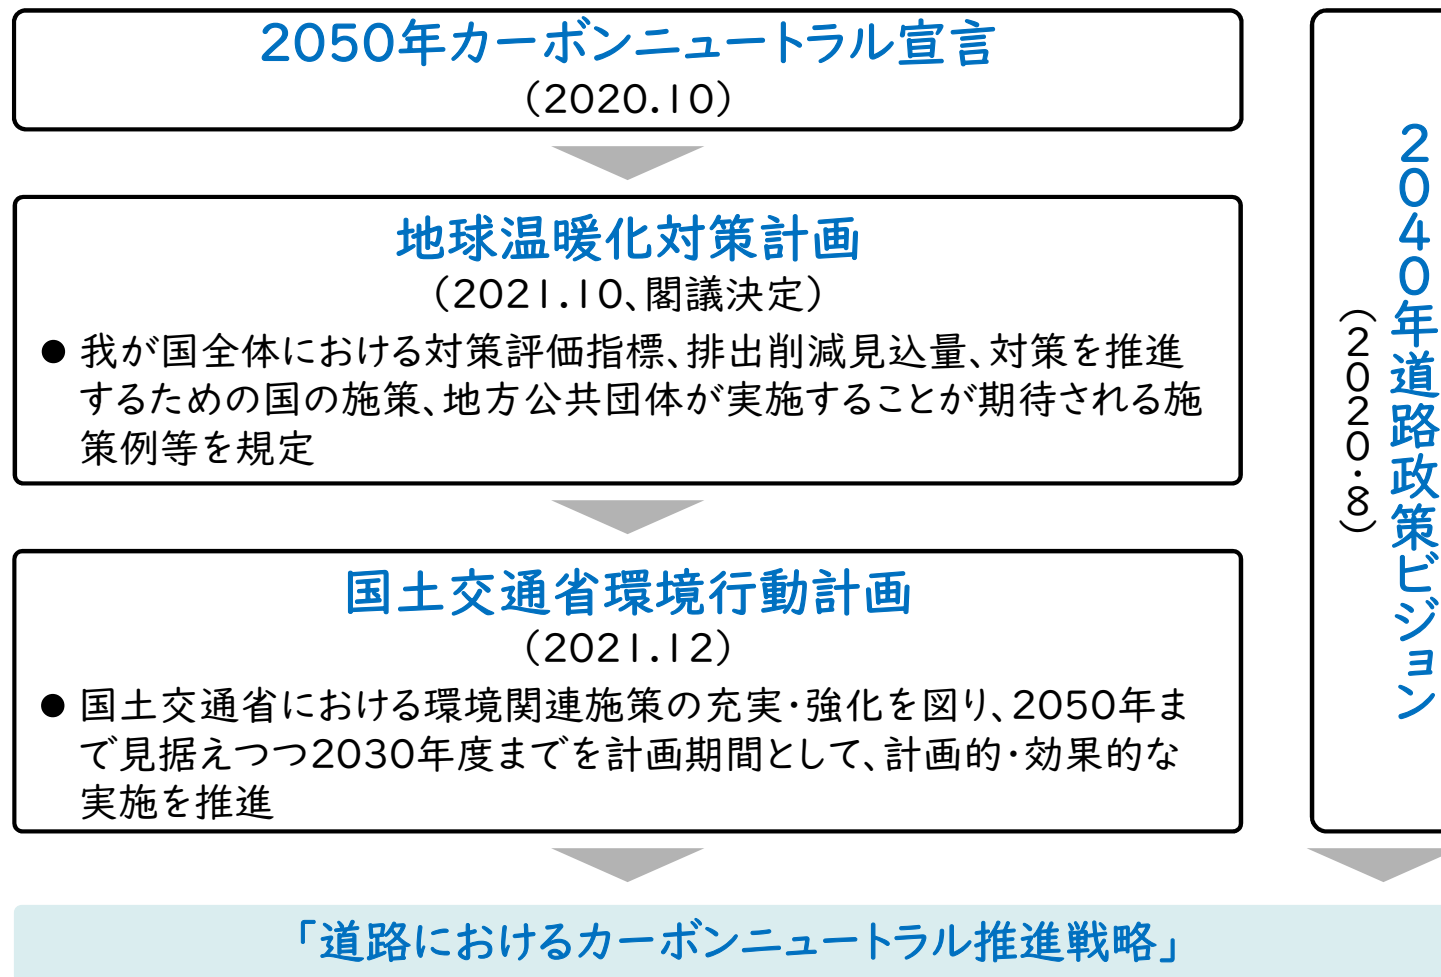 2050年カーボンニュートラル宣言
（2020.10）
地球温暖化対策計画
（2021.10、閣議決定）
● 我が国全体における対策評価指標、排出削減見込量、対策を推進
するための国の施策、地方公共団体が実施することが期待される施
策例等を規定
国土交通省環境行動計画
（2021.12）
● 国土交通省における環境関連施策の充実・強化を図り、2050年ま
で見据えつつ2030年度までを計画期間として、計画的・効果的な
実施を推進
２０４０年道路政策ビジョン
（２０２０．８）
「道路におけるカーボンニュートラル推進戦略」